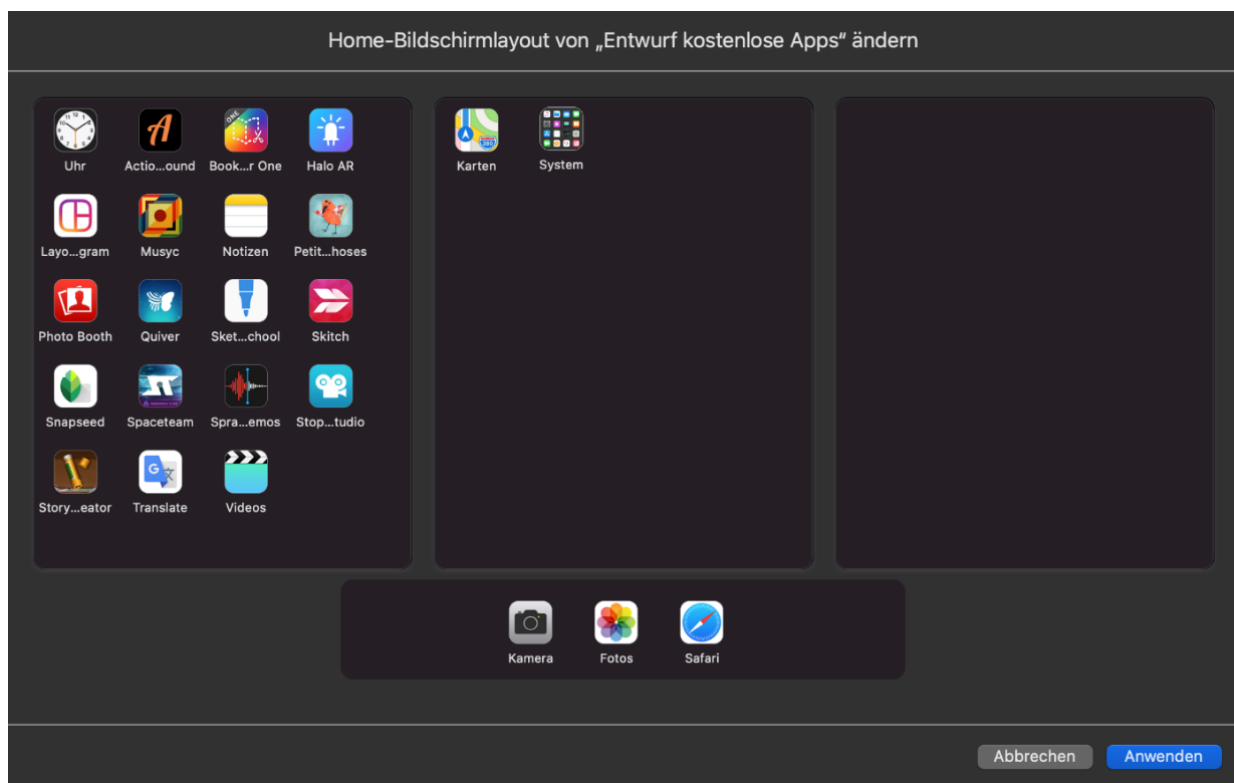 Home-Bildschirmlayout von „Entwurf kostenlose Apps“ ändern
Uhr
Actio...ound
Book...r One
Halo AR
Karten
System
Layo...gram
Musyc
Notizen
Petit...hoses
Photo Booth
Quiver
Sket...chool
Skitch
Snapseed
Spaceteam
Spra...emos
Stop...tudio
Story...eator
Translate
Videos
Kamera
Fotos
Safari
Abbrechen
Anwenden